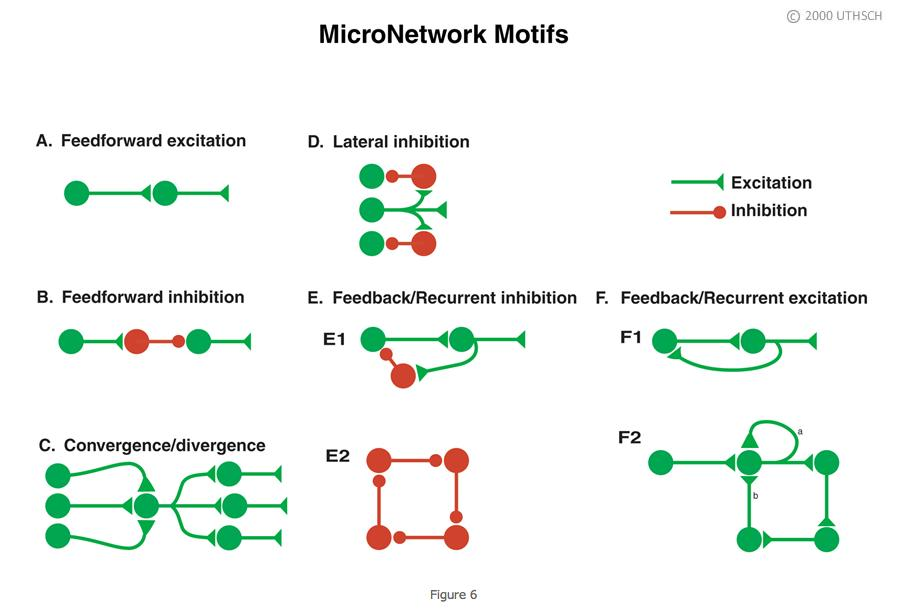 © 2000 UTHSCH
MicroNetwork Motifs
A. Feedforward excitation
D. Lateral inhibition
Excitation
Inhibition
B. Feedforward inhibition
E. Feedback/Recurrent inhibition
F. Feedback/Recurrent excitation
E1
F1
C. Convergence/divergence
E2
F2
a
b
Figure 6